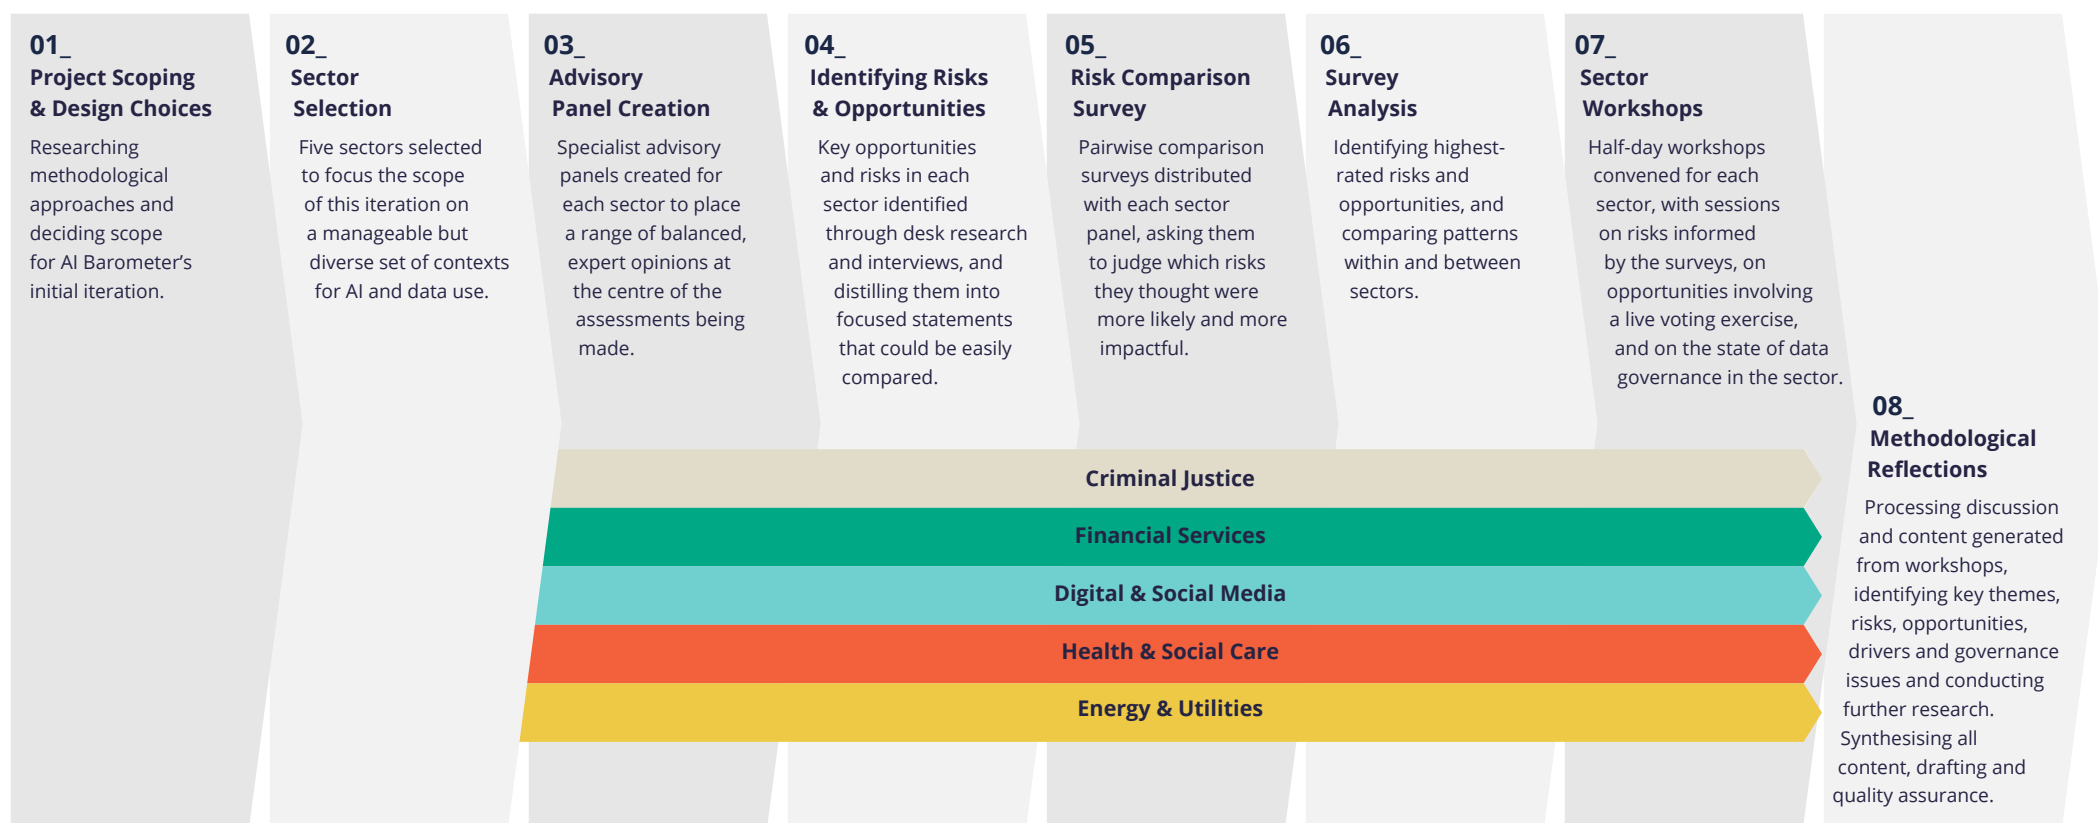 01_
Project Scoping
& Design Choices
Researching
methodological
approaches and
deciding scope
for AI Barometer’s
initial iteration.
02_
Sector
Selection
Five sectors selected
to focus the scope
of this iteration on
a manageable but
diverse set of contexts
for AI and data use.
03_
Advisory
Panel Creation
Specialist advisory
panels created for
each sector to place
a range of balanced,
expert opinions at
the centre of the
assessments being
made.
04_
Identifying Risks
& Opportunities
Key opportunities
and risks in each
sector identified
through desk research
and interviews, and
distilling them into
focused statements
that could be easily
compared.
05_
Risk Comparison
Survey
Pairwise comparison
surveys distributed
with each sector
panel, asking them
to judge which risks
they thought were
more likely and more
impactful.
06_
Survey
Analysis
Identifying highest-
rated risks and
opportunities, and
comparing patterns
within and between
sectors.
07_
Sector
Workshops
Half-day workshops
convened for each
sector, with sessions
on risks informed
by the surveys, on
opportunities involving
a live voting exercise,
and on the state of data
governance in the sector.
08_
Methodological
Reflections
Processing discussion
and content generated
from workshops,
identifying key themes,
risks, opportunities,
drivers and governance
issues and conducting
further research.
Synthesising all
content, drafting and
quality assurance.
Criminal Justice
Financial Services
Digital & Social Media
Health & Social Care
Energy & Utilities